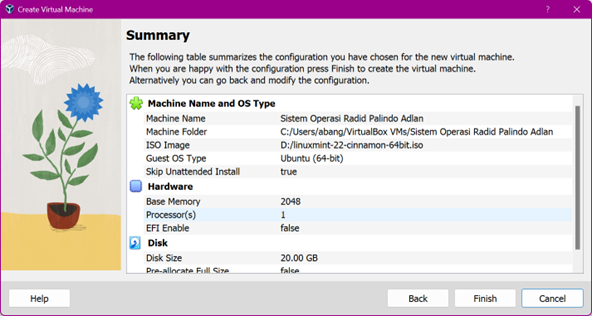 Create Virtual Machine
Summary
The following table summarizes the configuration you have chosen for the new virtual machine.
When you are happy with the configuration press Finish to create the virtual machine.
Alternatively you can go back and modify the configuration.
Machine Name and OS Type
Machine Name Sistem Operasi Radid Palindo Adlan
Machine Folder C:/Users/abang/VirtualBox VMs/Sistem Operasi Radid Palindo Adlan
ISO Image D:/linuxmint-22-cinnamon-64bit.iso
Guest OS Type Ubuntu (64-bit)
Skip Unattended Install true
Hardware
Base Memory 2048
Processor(s) 1
EFI Enable false
Disk
Disk Size 20.00 GB
Pre-allocate Full Size false
Help Back Finish Cancel